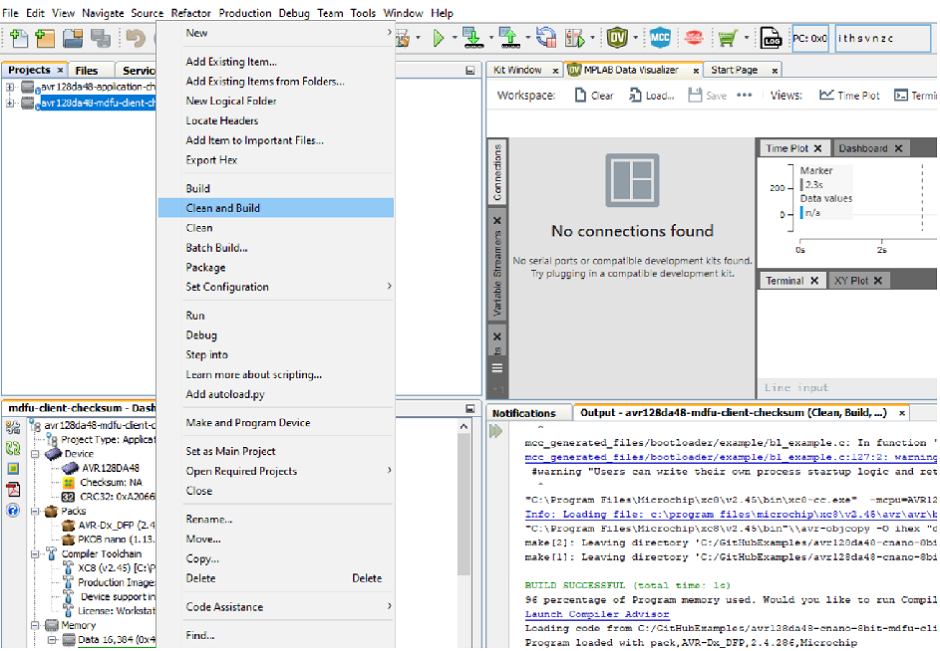 File Edit View Navigate Source Refactor Production Debug Team Tools Window Help
DV MCC LOG PC: 0x0 i t h s v n z c
Projects x Files Servic
avr128da48-application-ch
avr128da48-mdfu-client-ch
New
Add Existing Item...
Add Existing Items from Folders...
New Logical Folder
Locate Headers
Add Item to Important Files...
Export Hex
Build
Clean and Build
Clean
Batch Build...
Package
Set Configuration
Run
Debug
Step into
Learn more about scripting...
Add autoload.py
Make and Program Device
Set as Main Project
Open Required Projects
Close
Rename...
Move...
Copy...
Delete Delete
Code Assistance
Find...
Kit Window x DV MPLAB Data Visualizer x Start Page x
Workspace: Clear Load... Save Views: Time Plot Termi
Connections
Variable Streamers
No connections found
No serial ports or compatible development kits found.
Try plugging in a compatible development kit.
Time Plot Dashboard
Marker
2.3s
Data values
n/a
200
0
0s 2s
Terminal XY Plot
Line input
mdfu-client-checksum - Dash
avr128da48-mdfu-client-c
Project Type: Applicat
Device
AVR128DA48
Checksum: NA
CRC32: 0xA2066
Packs
AVR-Dx_DFP (2.4
PKOB nano (1.13.
Compiler Toolchain
XC8 (v2.45) [C:\P
Production Image:
Device support in
License: Workstat
Memory
Data 16,384 (0x4
Notifications Output - avr128da48-mdfu-client-checksum (Clean, Build, ...) x
^
mcc_generated_files/bootloader/example/bl_example.c: In function '
mcc_generated_files/bootloader/example/bl_example.c:127:2: warning
#warning "Users can write their own process startup logic and ret
^
"C:\Program Files\Microchip\xc8\v2.45\bin\xc8-cc.exe" -mcpu=AVR12
Info: Loading file: c:\program files\microchip\xc8\v2.45\avr\avr\b
"C:\Program Files\Microchip\xc8\v2.45\bin"\\avr-objcopy -O ihex "d
make[2]: Leaving directory 'C:/GitHubExamples/avr128da48-cnano-8bi
make[1]: Leaving directory 'C:/GitHubExamples/avr128da48-cnano-8bi
BUILD SUCCESSFUL (total time: 1s)
96 percentage of Program memory used. Would you like to run Compil
Launch Compiler Advisor
Loading code from C:/GitHubExamples/avr128da48-cnano-8bit-mdfu-cli
Program loaded with pack,AVR-Dx_DFP,2.4.286,Microchip